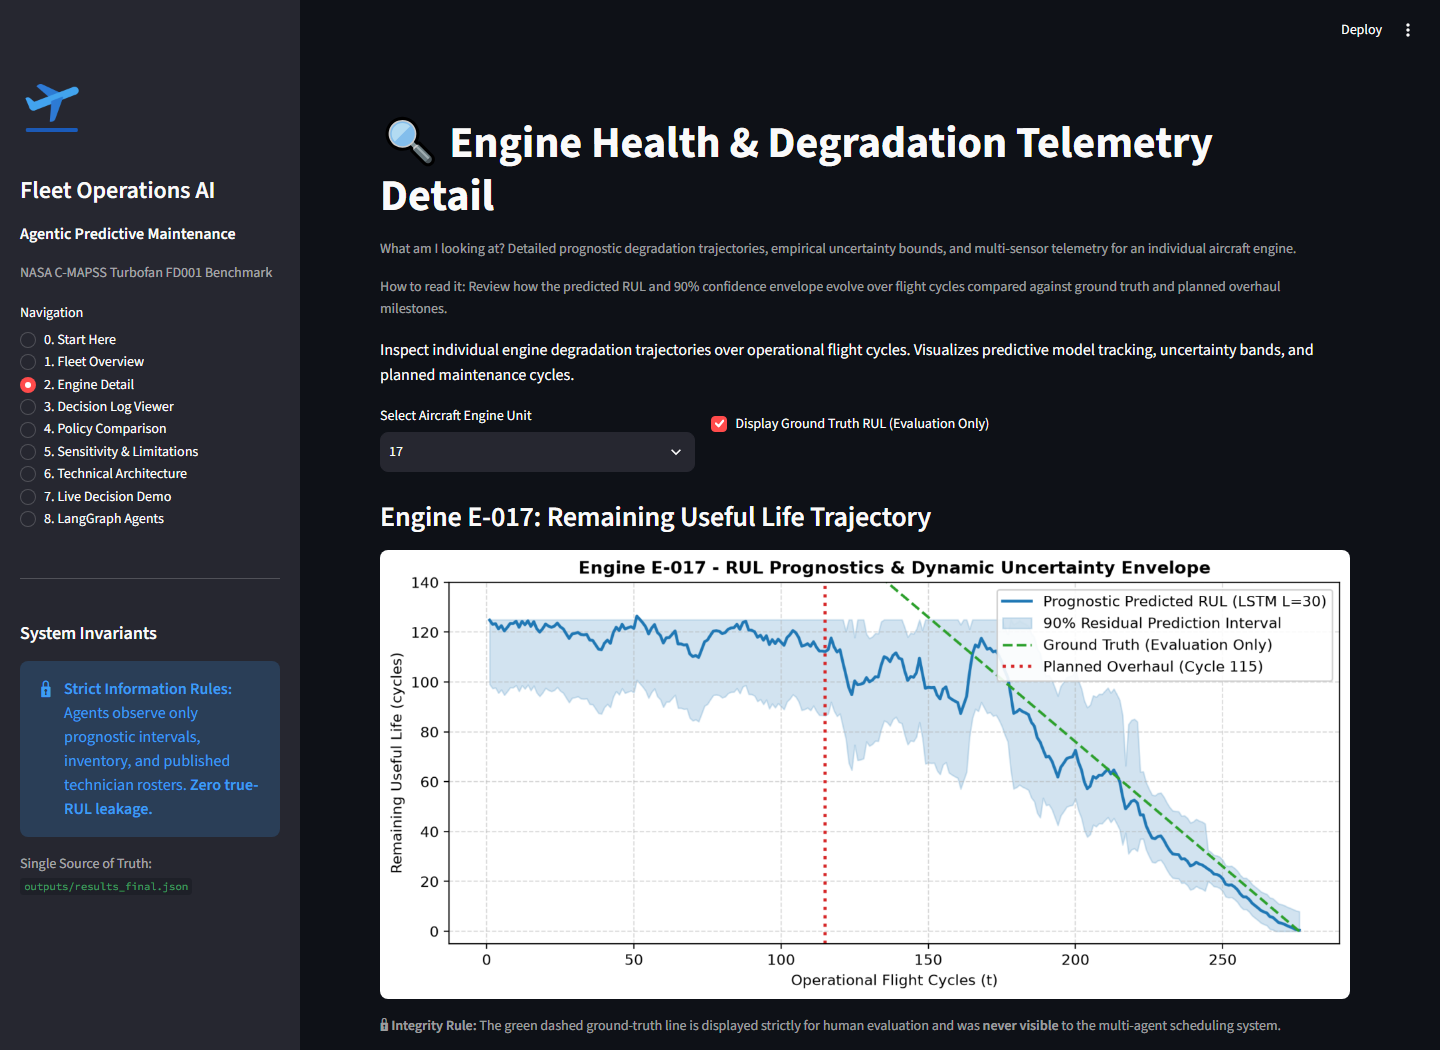 Deploy
Fleet Operations AI
Agentic Predictive Maintenance
NASA C-MAPSS Turbofan FD001 Benchmark
Navigation
0. Start Here
1. Fleet Overview
2. Engine Detail
3. Decision Log Viewer
4. Policy Comparison
5. Sensitivity & Limitations
6. Technical Architecture
7. Live Decision Demo
8. LangGraph Agents
System Invariants
Strict Information Rules:
Agents observe only
prognostic intervals,
inventory, and published
technician rosters. Zero true-
RUL leakage.
Single Source of Truth:
outputs/results_final.json
Engine Health & Degradation Telemetry
Detail
What am I looking at? Detailed prognostic degradation trajectories, empirical uncertainty bounds, and multi-sensor telemetry for an individual aircraft engine.
How to read it: Review how the predicted RUL and 90% confidence envelope evolve over flight cycles compared against ground truth and planned overhaul
milestones.
Inspect individual engine degradation trajectories over operational flight cycles. Visualizes predictive model tracking, uncertainty bands, and
planned maintenance cycles.
Select Aircraft Engine Unit
17
Display Ground Truth RUL (Evaluation Only)
Engine E-017: Remaining Useful Life Trajectory
Engine E-017 - RUL Prognostics & Dynamic Uncertainty Envelope
Prognostic Predicted RUL (LSTM L=30)
90% Residual Prediction Interval
Ground Truth (Evaluation Only)
Planned Overhaul (Cycle 115)
Remaining Useful Life (cycles)
140
120
100
80
60
40
20
0
0 50 100 150 200 250
Operational Flight Cycles (t)
Integrity Rule: The green dashed ground-truth line is displayed strictly for human evaluation and was never visible to the multi-agent scheduling system.